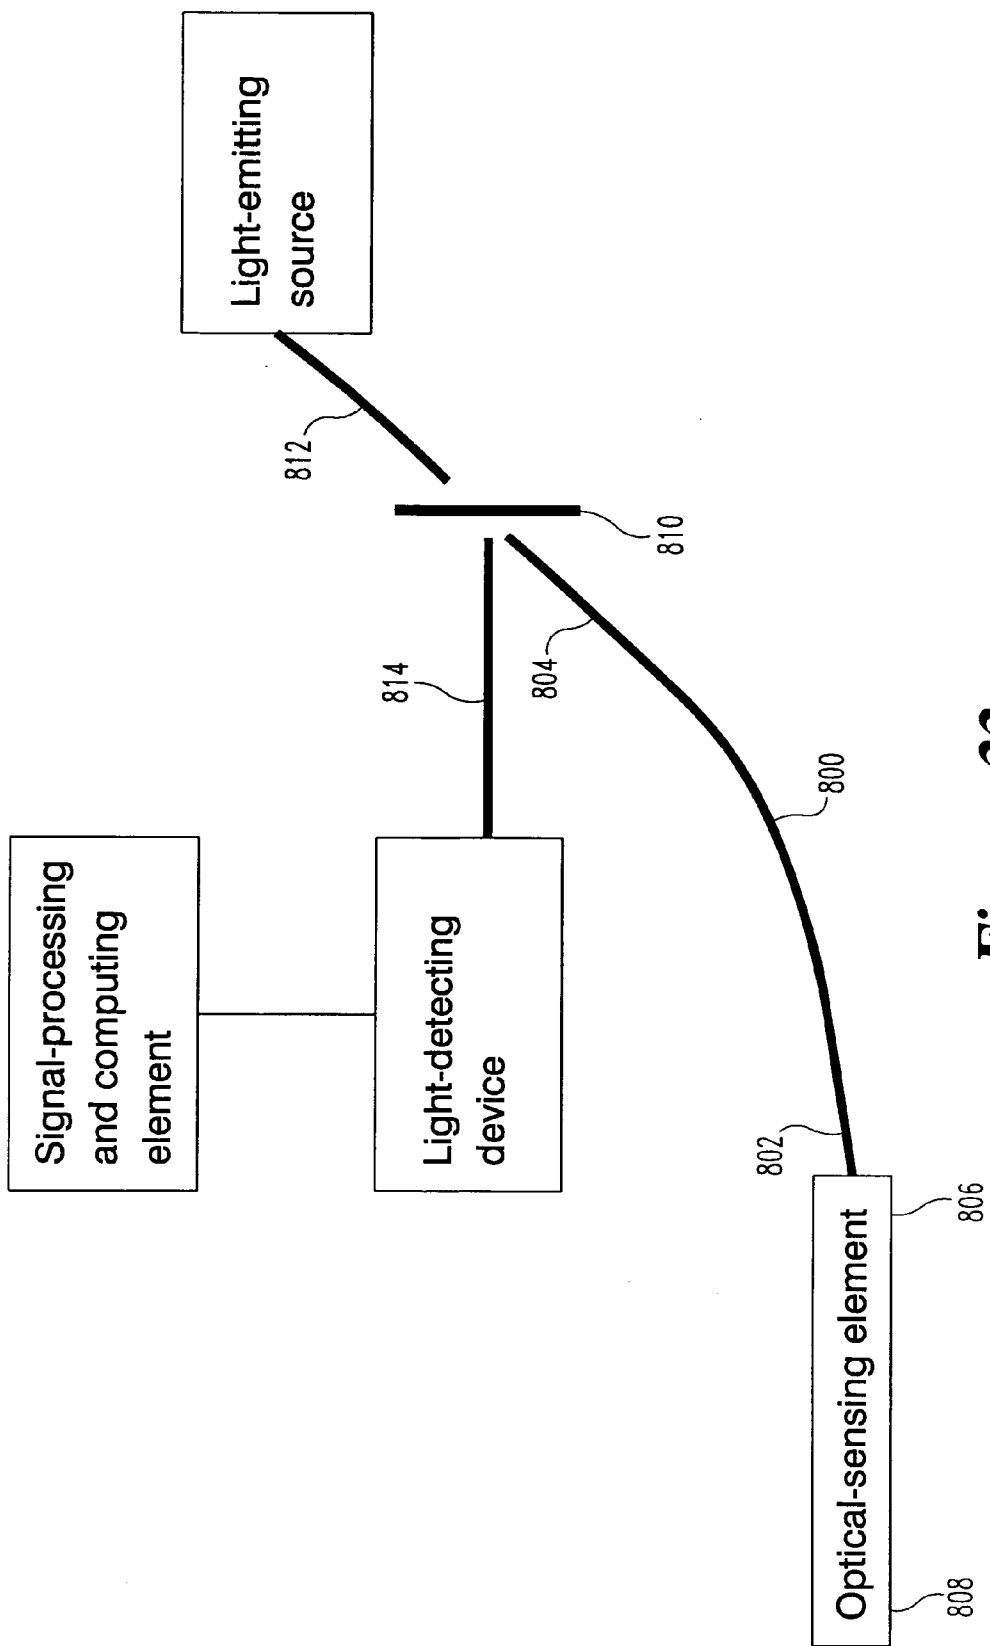 Signal-processing
and computing
element
Light-emitting
source
812
814
Light-detecting
device
804
810
802
800
Optical-sensing element
808
806